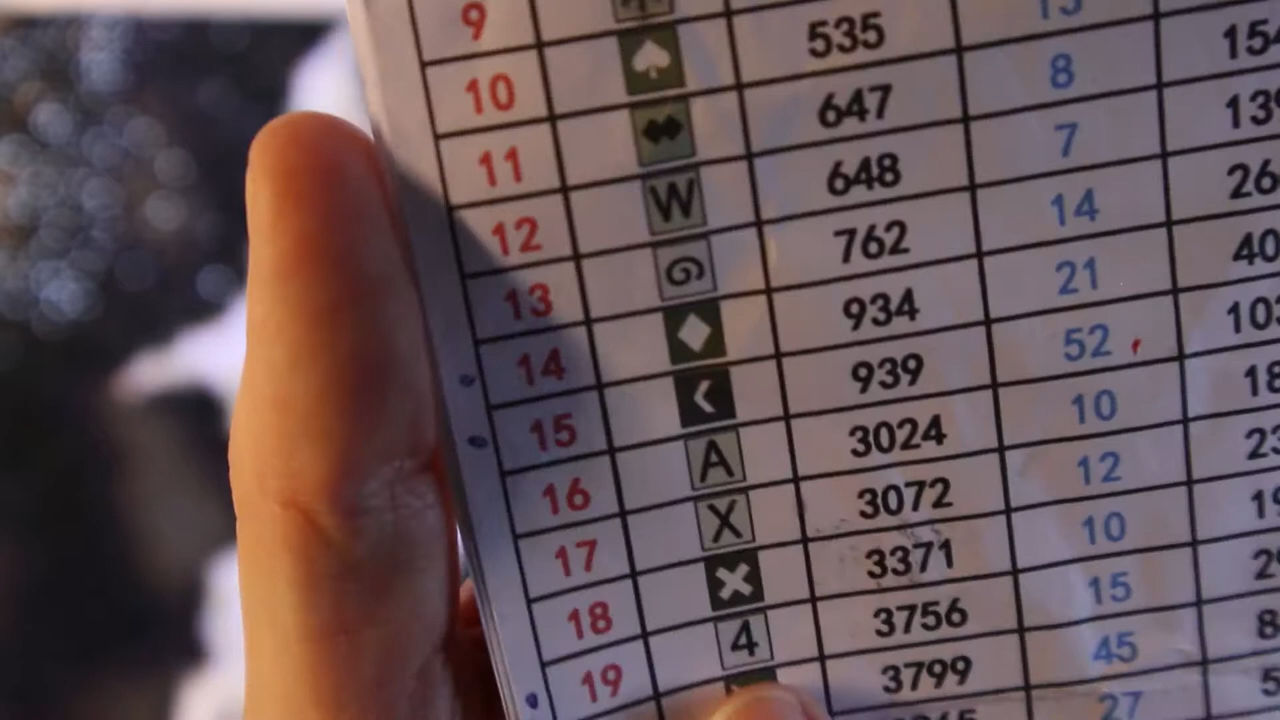 9
10 535
11 647 8
12 W 648 7
13 762 14
14 934 21
15 939 52
16 A 3024 10
17 X 3072 12
18 3371 10
19 4 3756 15
3799 45
27